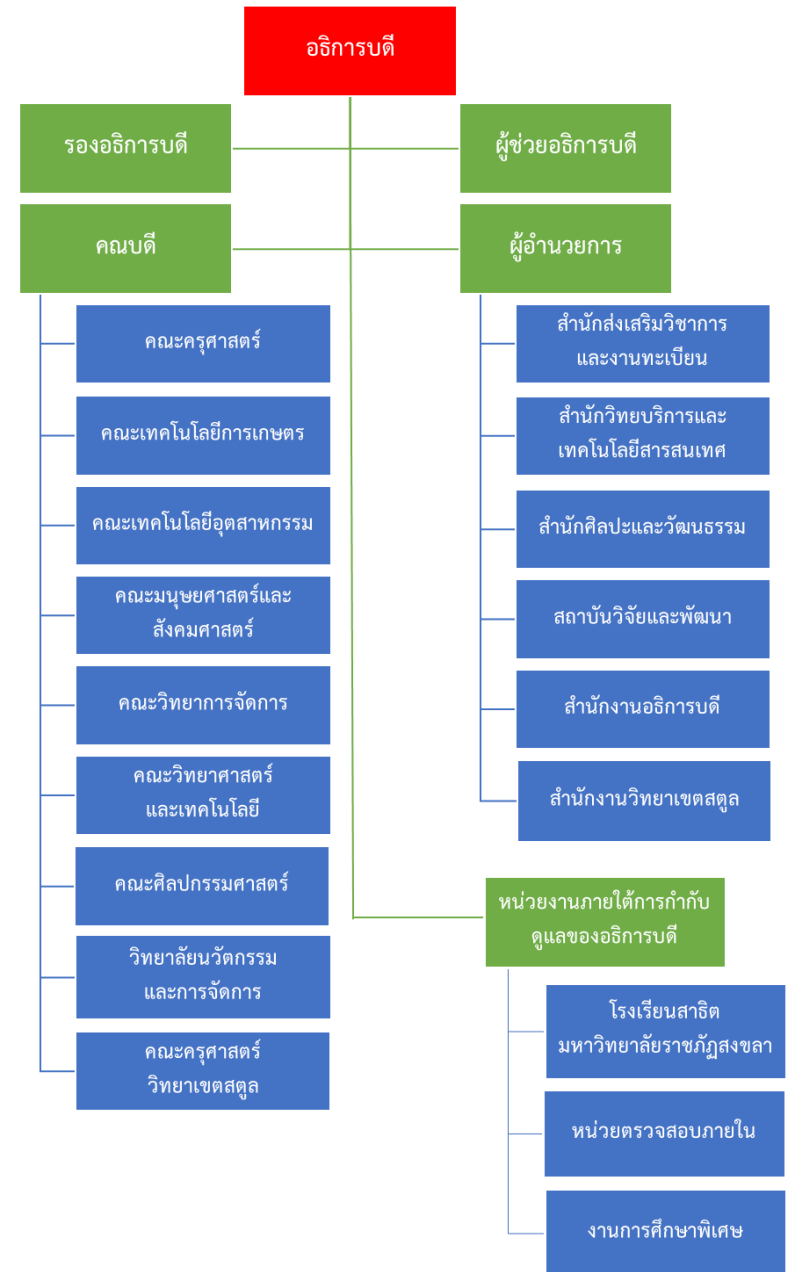 อธิการบดี
รองอธิการบดี
ผู้ช่วยอธิการบดี
คณบดี
ผู้อำนวยการ
คณะครุศาสตร์
คณะเทคโนโลยีการเกษตร
คณะเทคโนโลยีอุตสาหกรรม
คณะมนุษยศาสตร์และ
สังคมศาสตร์
คณะวิทยาการจัดการ
คณะวิทยาศาสตร์
และเทคโนโลยี
คณะศิลปกรรมศาสตร์
วิทยาลัยนวัตกรรม
และการจัดการ
คณะครุศาสตร์
วิทยาเขตสตูล
สำนักส่งเสริมวิชาการ
และงานทะเบียน
สำนักวิทยบริการและ
เทคโนโลยีสารสนเทศ
สำนักศิลปะและวัฒนธรรม
สถาบันวิจัยและพัฒนา
สำนักงานอธิการบดี
สำนักงานวิทยาเขตสตูล
หน่วยงานภายใต้การกำกับ
ดูแลของอธิการบดี
โรงเรียนสาธิต
มหาวิทยาลัยราชภัฏสงขลา
หน่วยตรวจสอบภายใน
งานการศึกษาพิเศษ